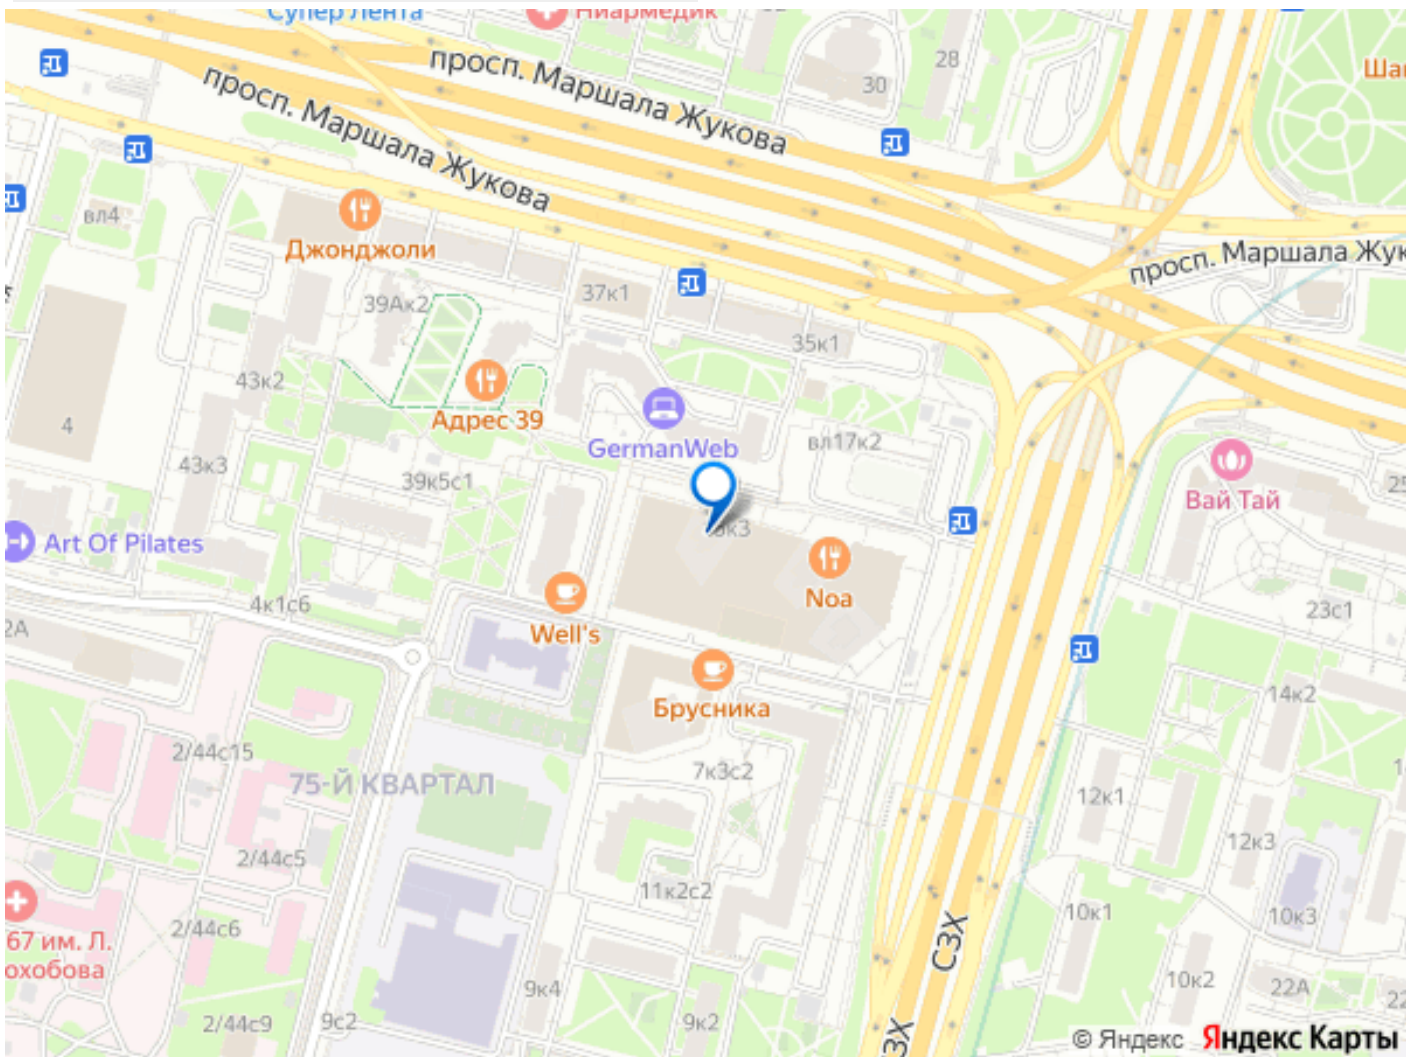 Супер Лента
Ниармедик
28
30
просп. Маршала Жукова
просп. Маршала Жукова
вл4
Джонджоли
просп. Маршала Жук
39Ак2
37к1
35к1
43к2
Адрес 39
4
GermanWeb
вл17к2
43к3
39к5с1
Вай Тай
Art Of Pilates
Noa
4к1с6
23с1
2А
Well's
14к2
Брусника
2/44с15
75-Й КВАРТАЛ
7к3с2
12к1
12к3
2/44с5
11к2с2
10к1
10к3
2/44с6
67 им. Л.
СЗХ
10к2
22А
22
9к4
2/44с9
9с2
9к2
© Яндекс Яндекс Карты